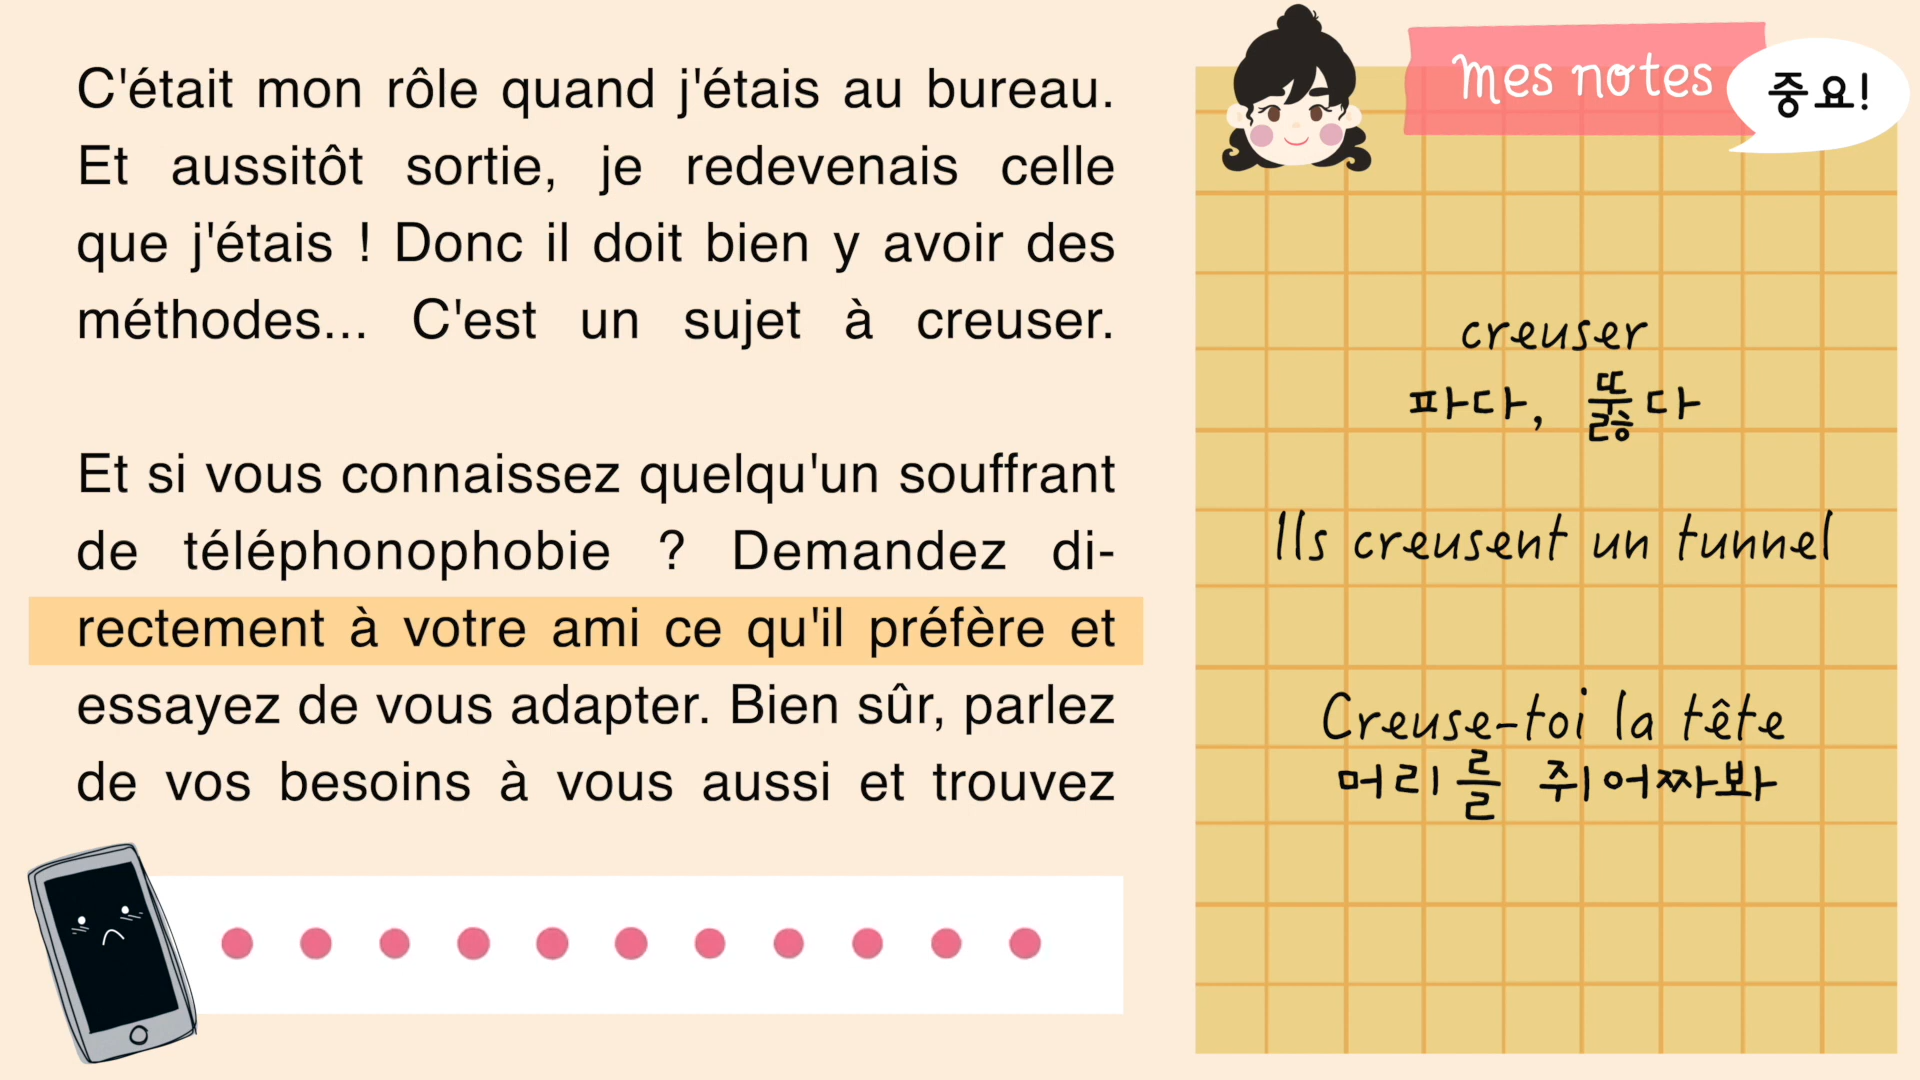 C'était mon rôle quand j'étais au bureau.
Et aussitôt sortie, je redevenais celle
que j'étais ! Donc il doit bien y avoir des
méthodes... C'est un sujet à creuser.
Et si vous connaissez quelqu'un souffrant
de téléphonophobie ? Demandez di-
rectement à votre ami ce qu'il préfère et
essayez de vous adapter. Bien sûr, parlez
de vos besoins à vous aussi et trouvez
mes notes
중요!
creuser
파다, 뚫다
Ils creusent un tunnel
Creuse-toi la tête
머리를 쥐어짜봐